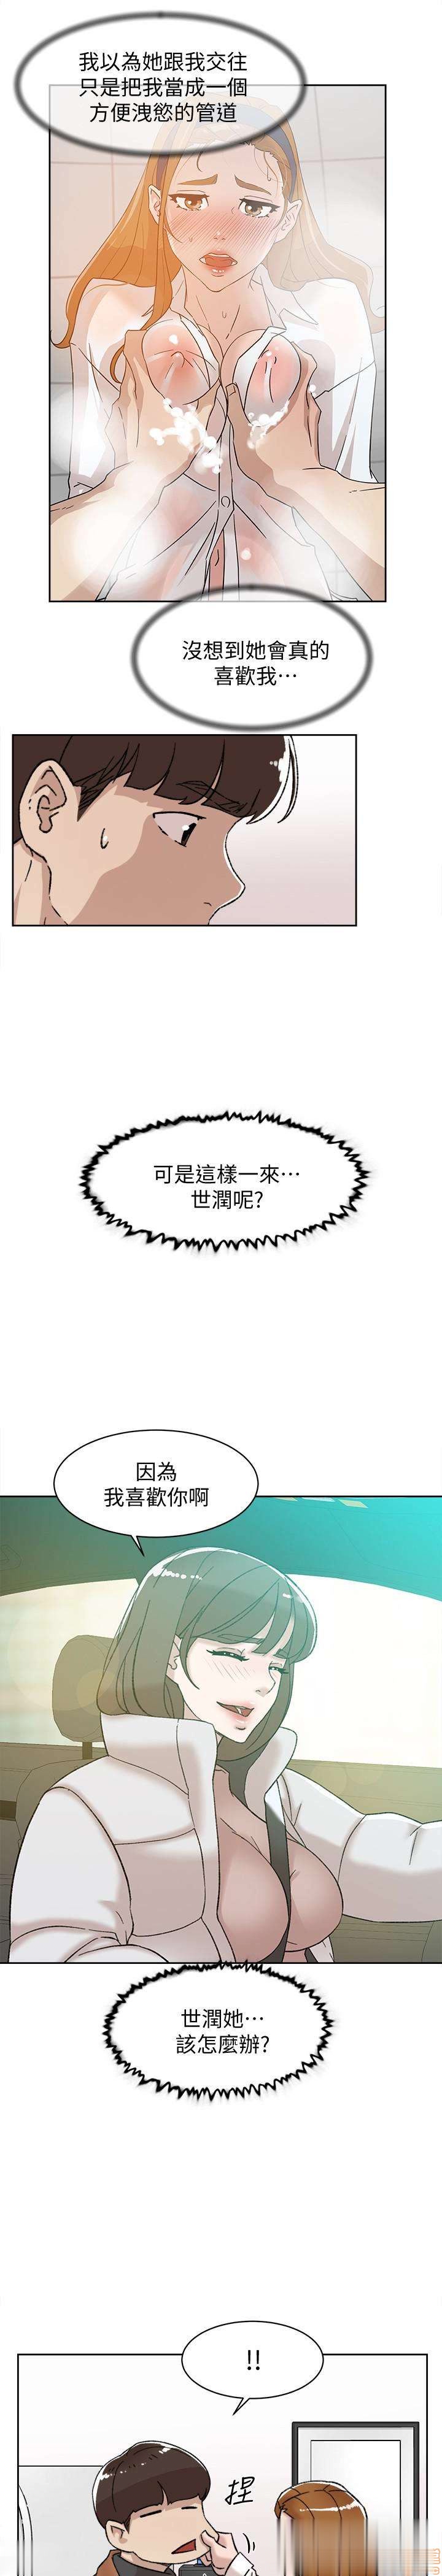 我以為她跟我交往
只是把我當成一個
方便洩慾的管道
沒想到她會真的
喜歡我…
可是這樣一來…
世潤呢?
因為
我喜歡你啊
世潤她…
該怎麼辦?
!!
捏